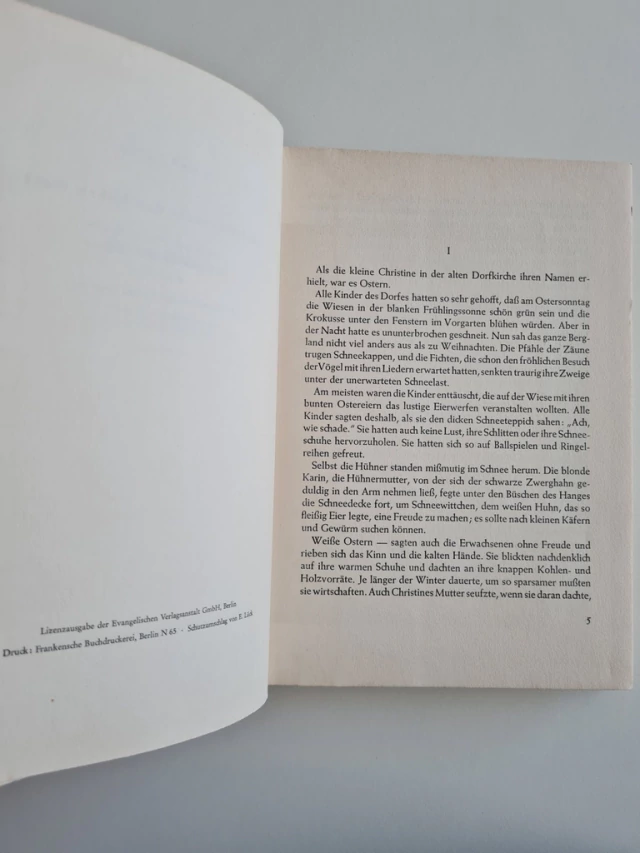 Lizenzausgabe der Evangelischen Verlagsanstalt GmbH, Berlin
Druck: Frankensche Buchdruckerei, Berlin N 65 · Schutzumschlag von E.
I
Als die kleine Christine in der alten Dorfkirche ihren Namen er-
hielt, war es Ostern.
Alle Kinder des Dorfes hatten so sehr gehofft, daß am Ostersonntag
die Wiesen in der blanken Frühlingssonne schön grün sein und die
Krokusse unter den Fenstern im Vorgarten blühen würden. Aber in
der Nacht hatte es ununterbrochen geschneit. Nun sah das ganze Berg-
land nicht viel anders aus als zu Weihnachten. Die Pfähle der Zäune
trugen Schneekappen, und die Fichten, die schon den fröhlichen Besuch
der Vögel mit ihren Liedern erwartet hatten, senkten traurig ihre Zweige
unter der unerwarteten Schneelast.
Am meisten waren die Kinder enttäuscht, die auf der Wiese mit ihren
bunten Ostereiern das lustige Eierwerfen veranstalten wollten. Alle
Kinder sagten deshalb, als sie den dicken Schneeteppich sahen: „Ach,
wie schade.“ Sie hatten auch keine Lust, ihre Schlitten oder ihre Schnee-
schuhe hervorzuholen. Sie hatten sich so auf Ballspielen und Ringel-
reihen gefreut.
Selbst die Hühner standen mißmutig im Schnee herum. Die blonde
Karin, die Hühnermutter, von der sich der schwarze Zwerghahn ge-
duldig in den Arm nehmen ließ, fegte unter den Büschen des Hanges
die Schneedecke fort, um Schneewittchen, dem weißen Huhn, das so
fleißig Eier legte, eine Freude zu machen; es sollte nach kleinen Käfern
und Gewürm suchen können.
Weiße Ostern — sagten auch die Erwachsenen ohne Freude und
rieben sich das Kinn und die kalten Hände. Sie blickten nachdenklich
auf ihre warmen Schuhe und dachten an ihre knappen Kohlen- und
Holzvorräte. Je länger der Winter dauerte, um so sparsamer mußten
sie wirtschaften. Auch Christines Mutter seufzte, wenn sie daran dachte,
5